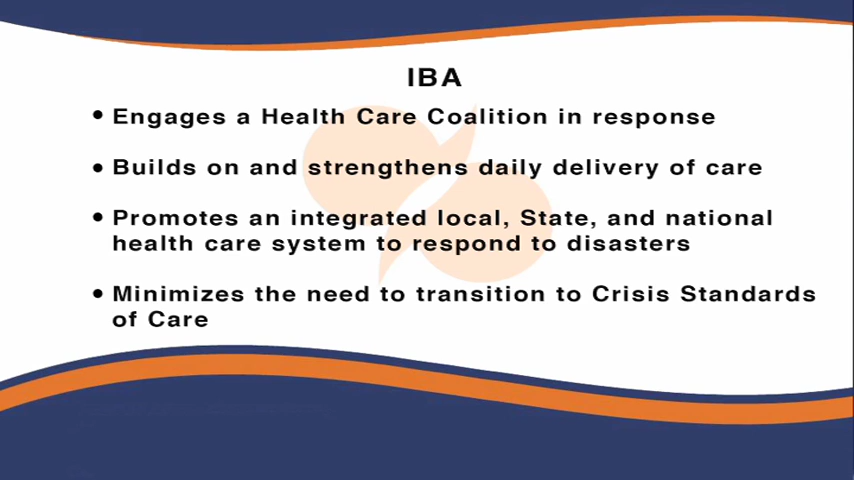 IBA
• Engages a Health Care Coalition in response
• Builds on and strengthens daily delivery of care
• Promotes an integrated local, State, and national
health care system to respond to disasters
• Minimizes the need to transition to Crisis Standards
of Care